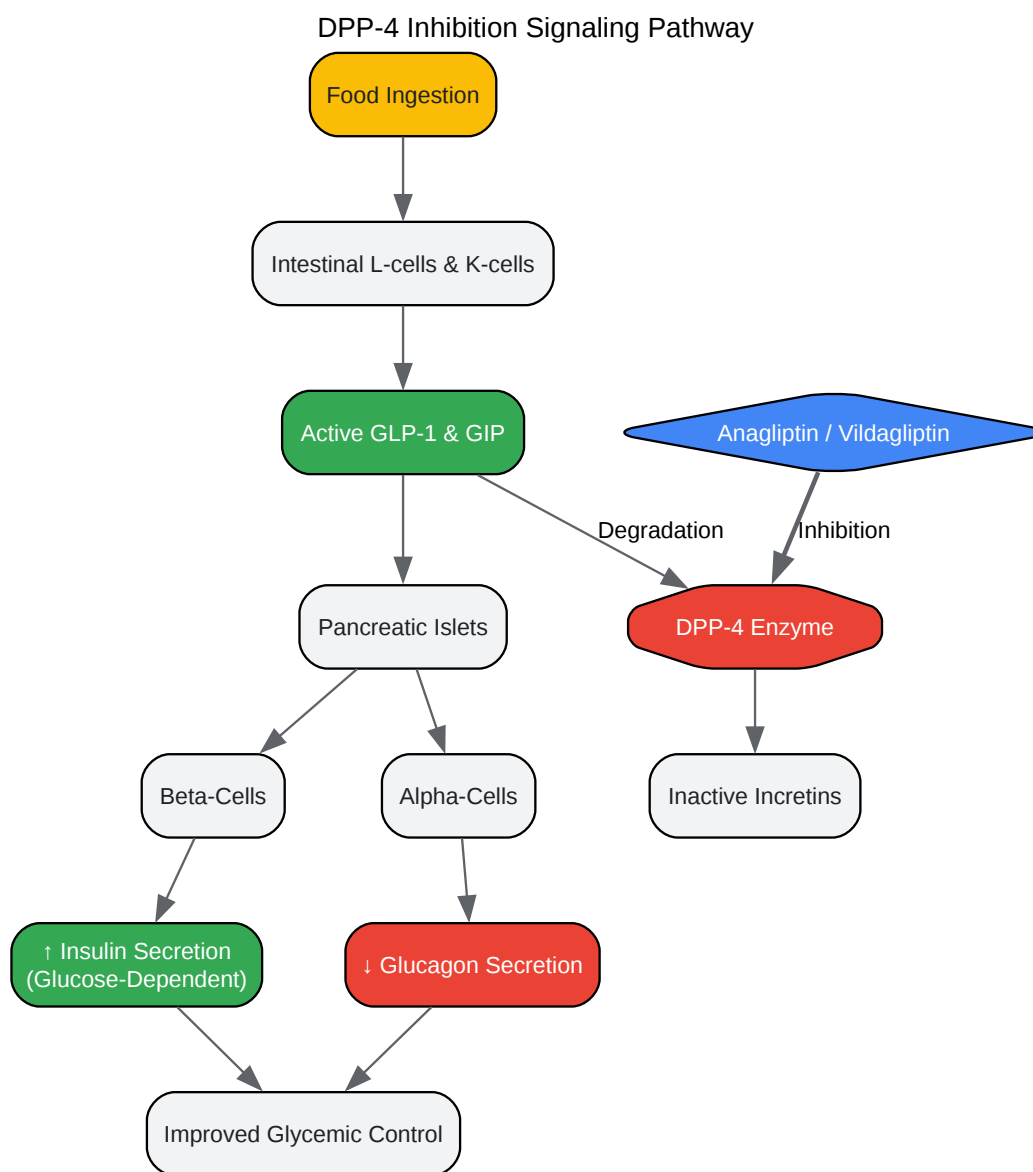 DPP-4 Inhibition Signaling Pathway
Food Ingestion
Intestinal L-cells & K-cells
Active GLP-1 & GIP
Anagliptin / Vildagliptin
Degradation
Inhibition
Pancreatic Islets
DPP-4 Enzyme
Beta-Cells
Alpha-Cells
Inactive Incretins
↑ Insulin Secretion
(Glucose-Dependent)
↓ Glucagon Secretion
Improved Glycemic Control